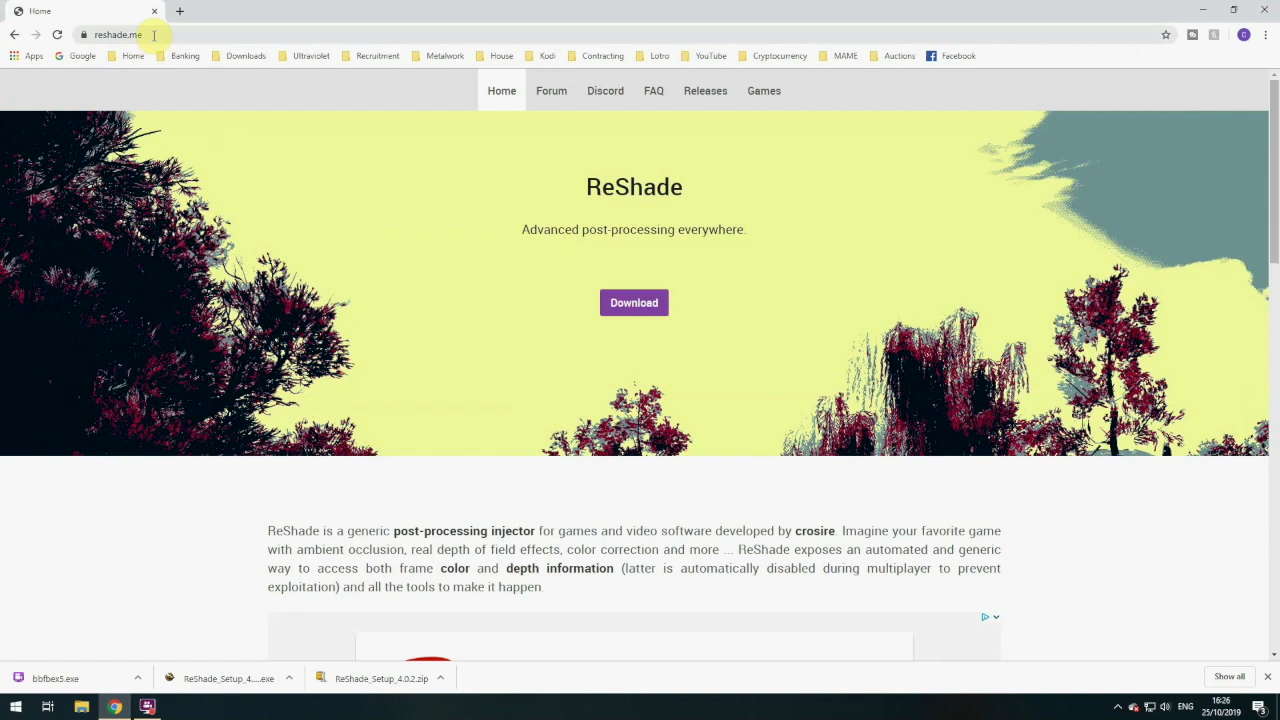 Home
reshade.me
Apps Google Home Banking Downloads Ultraviolet Recruitment Metalwork House Kodi Contracting Lotro YouTube Cryptocurrency MAME Auctions Facebook
Home Forum Discord FAQ Releases Games
ReShade
Advanced post-processing everywhere.
Download
ReShade is a generic post-processing injector for games and video software developed by crosire. Imagine your favorite game
with ambient occlusion, real depth of field effects, color correction and more ... ReShade exposes an automated and generic
way to access both frame color and depth information (latter is automatically disabled during multiplayer to prevent
exploitation) and all the tools to make it happen.
bbfbex5.exe ReShade_Setup_4.....exe ReShade_Setup_4.0.2.zip Show all
ENG 16:26
25/10/2019